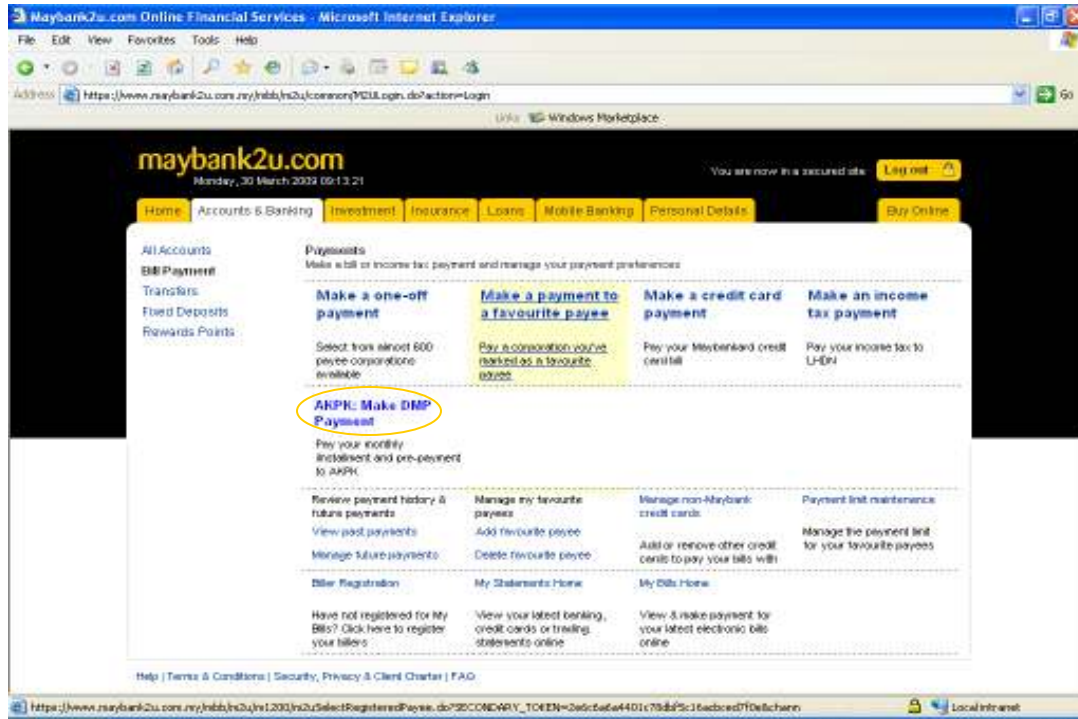 Maybank2u.com Online Financial Services - Microsoft Internet Explorer
File Edit View Favorites Tools Help
Address https://www.maybank2u.com.my/mbb/m2u/common/M2ULogin.do?action=Login Go
Links Windows Marketplace
maybank2u.com
Monday, 30 March 2009 09:13:21
You are now in a secured site Log out
Home Accounts & Banking Investment Insurance Loans Mobile Banking Personal Details Buy Online
All Accounts
Bill Payment
Transfers
Fixed Deposits
Rewards Points
Payments
Make a bill or income tax payment and manage your payment preferences
Make a one-off
payment
Select from almost 600
payee corporations
available
Make a payment to
a favourite payee
Pay a corporation you've
marked as a favourite
payee
Make a credit card
payment
Pay your Maybankard credit
card bill
Make an income
tax payment
Pay your income tax to
LHDN
AKPK: Make DMP
Payment
Pay your monthly
instalment and pre-payment
to AKPK
Review payment history &
future payments
View past payments
Manage future payments
Manage my favourite
payees
Add favourite payee
Delete favourite payee
Manage non-Maybank
credit cards
Add or remove other credit
cards to pay your bills with
Payment limit maintenance
Manage the payment limit
for your favourite payees
Biller Registration
Have not registered for My
Bills? Click here to register
your billers
My Statements Home
View your latest banking,
credit cards or trading
statements online
My Bills Home
View & make payment for
your latest electronic bills
online
Help | Terms & Conditions | Security, Privacy & Client Charter | FAQ
Local intranet